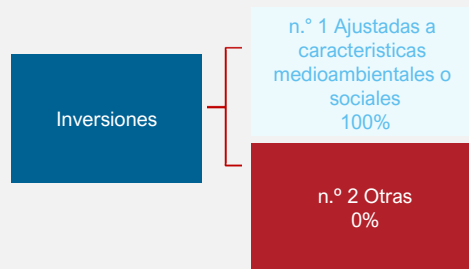 Inversiones
n.° 1 Ajustadas a
caracteristicas
medioambientales o
sociales
100%
n.º 2 Otras
0%